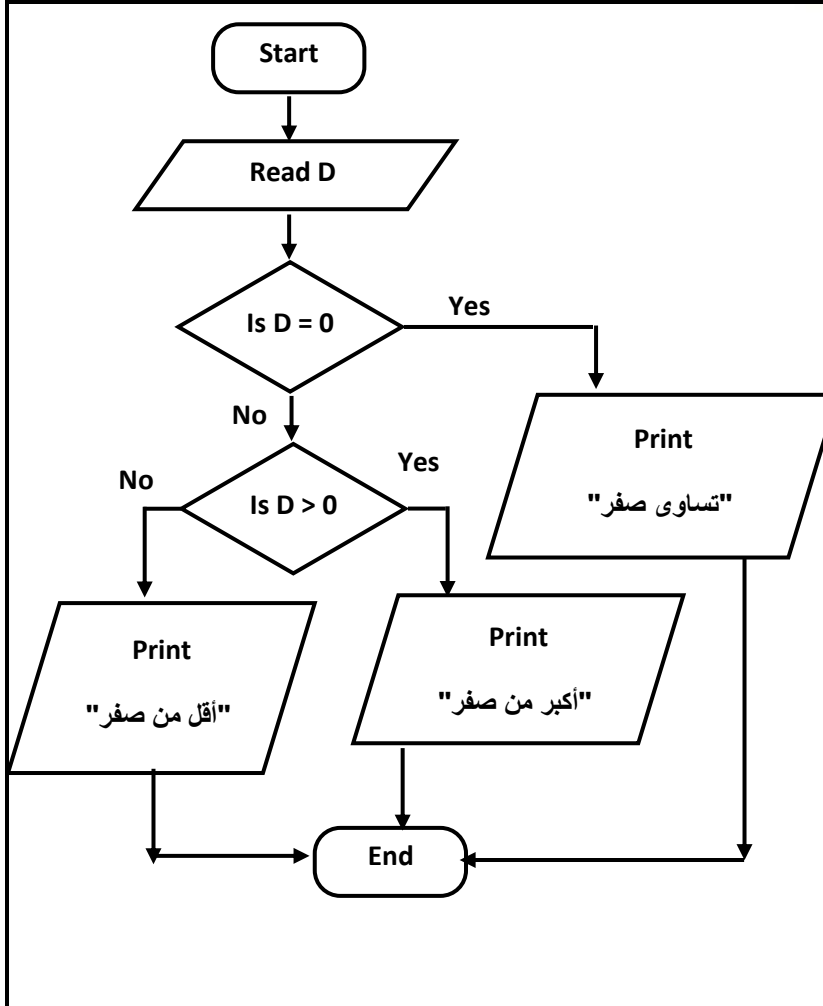 Start
Read D
Is D = 0
Yes
No
Print
"تساوى صفر"
Is D > 0
No
Yes
Print
"أقل من صفر"
Print
"أكبر من صفر"
End